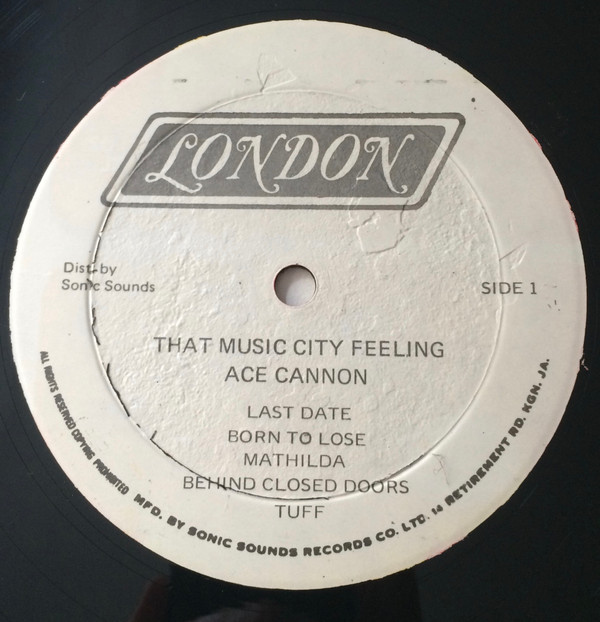 LONDON
Dist. by
Sonic Sounds
SIDE 1
THAT MUSIC CITY FEELING
ACE CANNON
LAST DATE
BORN TO LOSE
MATHILDA
BEHIND CLOSED DOORS
TUFF
ALL RIGHTS RESERVED COPYING PROHIBITED MFD. BY SONIC SOUNDS RECORDS CO. LTD. 14 RETIREMENT RD. KGN. JA.